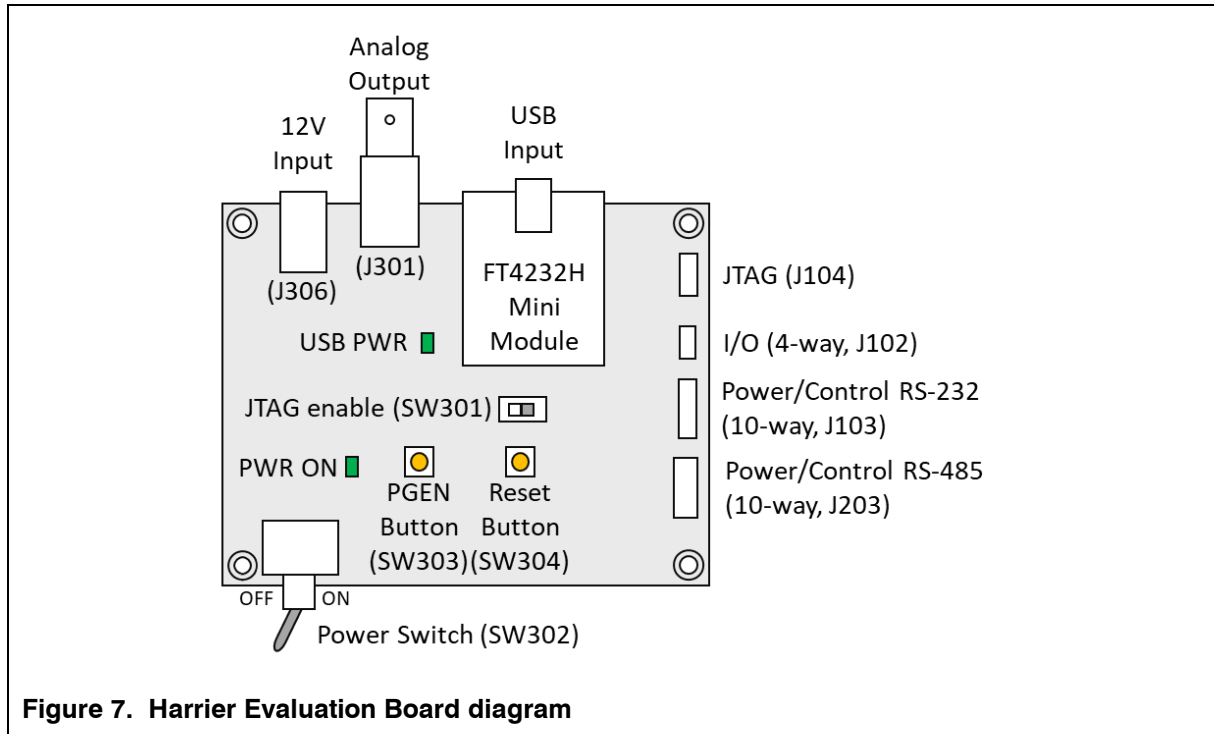 Analog
Output
12V
Input
USB
Input
(J301)
(J306)
FT4232H
Mini
Module
JTAG (J104)
USB PWR
I/O (4-way, J102)
JTAG enable (SW301)
Power/Control RS-232
(10-way, J103)
PWR ON
PGEN
Button
(SW303)
Reset
Button
(SW304)
Power/Control RS-485
(10-way, J203)
OFF
ON
Power Switch (SW302)
Figure 7. Harrier Evaluation Board diagram